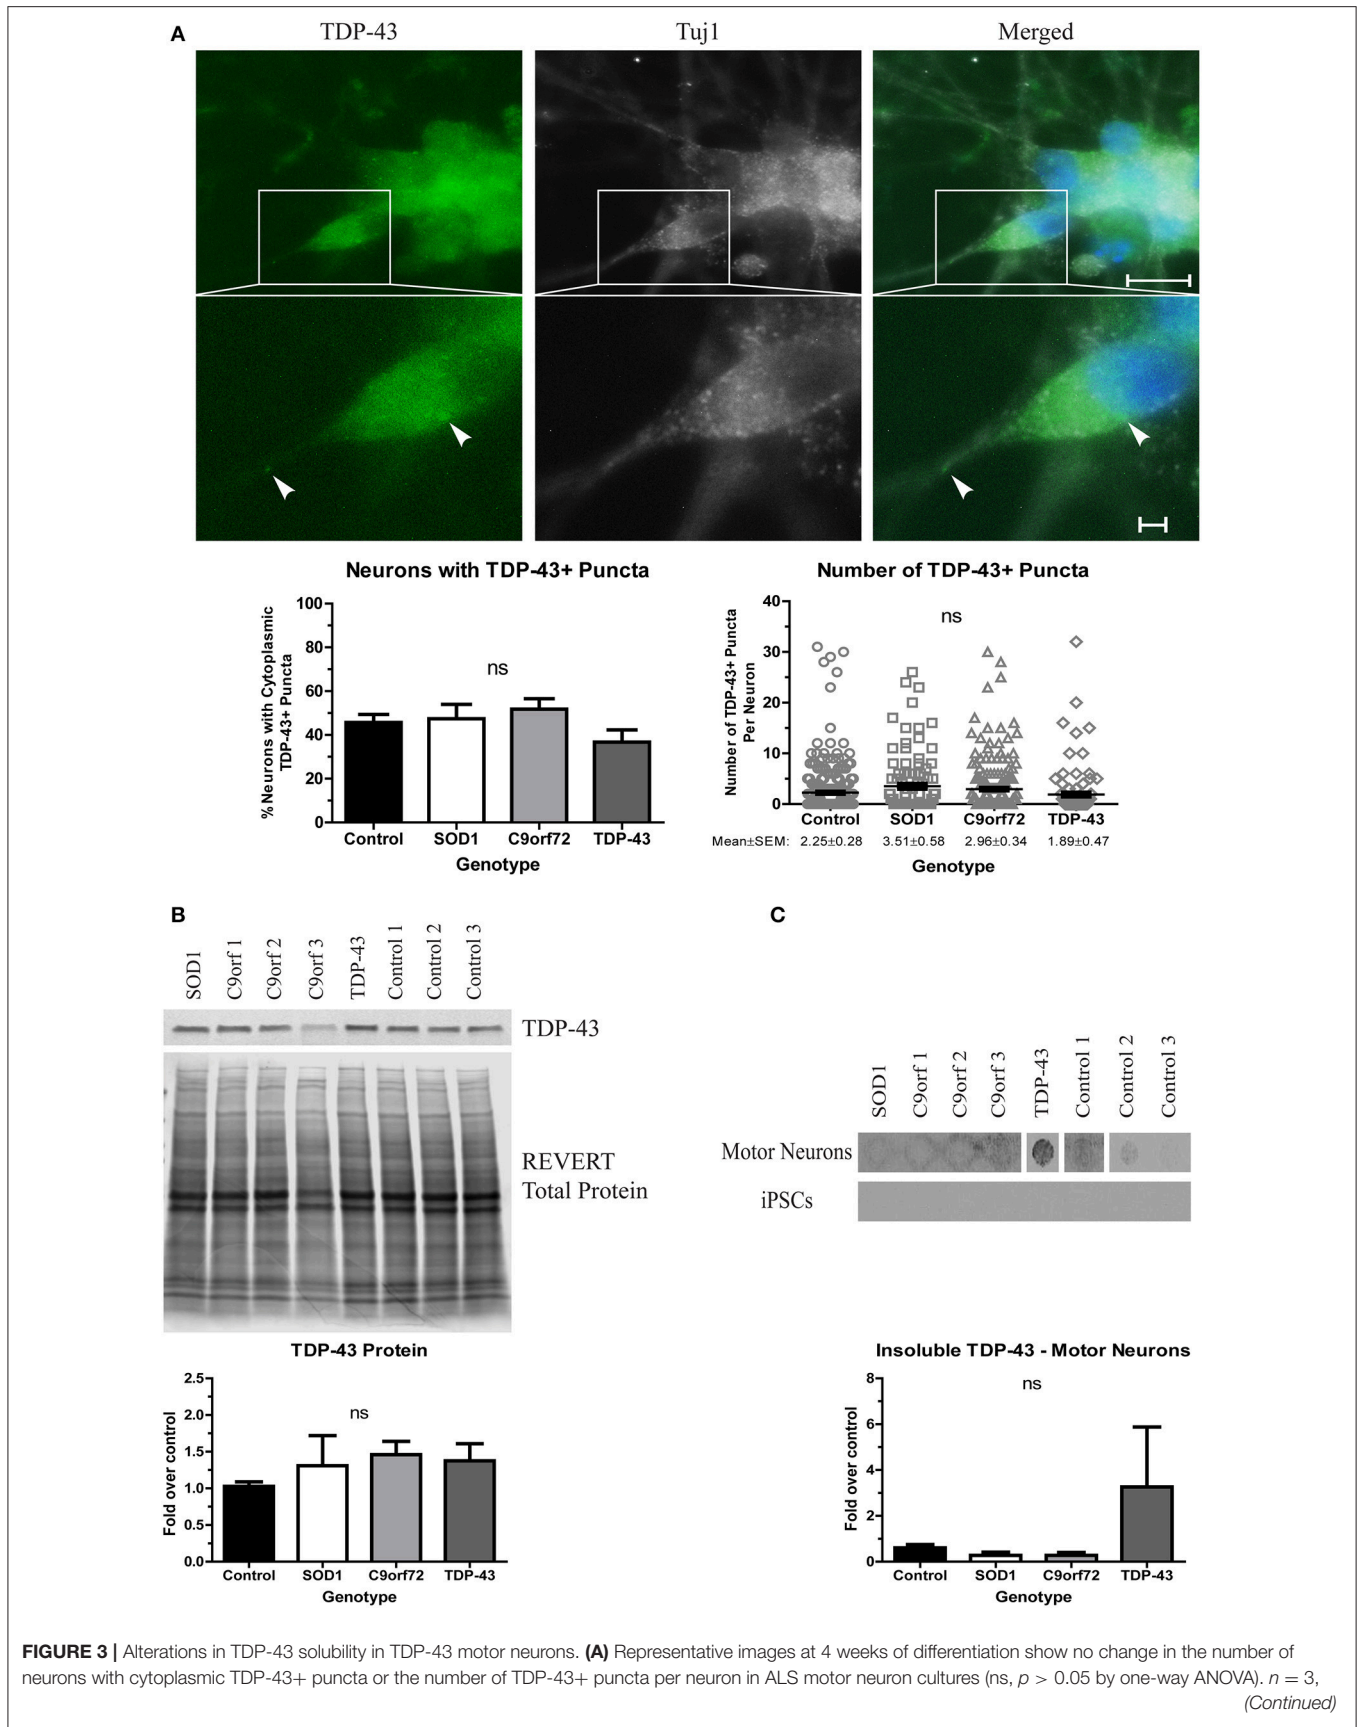 A
TDP-43 Tuj1 Merged
Neurons with TDP-43+ Puncta
% Neurons with Cytoplasmic
TDP-43+ Puncta
100
80
60
40
20
0
ns
Control SOD1 C9orf72 TDP-43
Genotype
Number of TDP-43+ Puncta
Number of TDP-43+ Puncta
Per Neuron
40
30
20
10
0
ns
Control SOD1 C9orf72 TDP-43
Mean±SEM: 2.25±0.28 3.51±0.58 2.96±0.34 1.89±0.47
Genotype
B
SOD1
C9orf 1
C9orf 2
C9orf 3
TDP-43
Control 1
Control 2
Control 3
TDP-43
REVERT
Total Protein
TDP-43 Protein
Fold over control
2.5
2.0
1.5
1.0
0.5
0.0
ns
Control SOD1 C9orf72 TDP-43
Genotype
C
SOD1
C9orf 1
C9orf 2
C9orf 3
TDP-43
Control 1
Control 2
Control 3
Motor Neurons
iPSCs
Insoluble TDP-43 - Motor Neurons
Fold over control
8
6
4
2
0
ns
Control SOD1 C9orf72 TDP-43
Genotype
FIGURE 3 | Alterations in TDP-43 solubility in TDP-43 motor neurons. (A) Representative images at 4 weeks of differentiation show no change in the number of
neurons with cytoplasmic TDP-43+ puncta or the number of TDP-43+ puncta per neuron in ALS motor neuron cultures (ns, p > 0.05 by one-way ANOVA). n = 3,
(Continued)